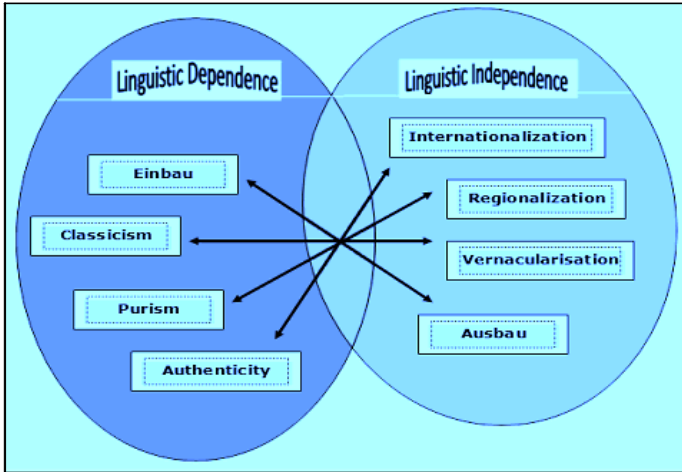 Linguistic Dependence
Linguistic Independence
Internationalization
Einbau
Regionalization
Classicism
Vernacularisation
Purism
Ausbau
Authenticity